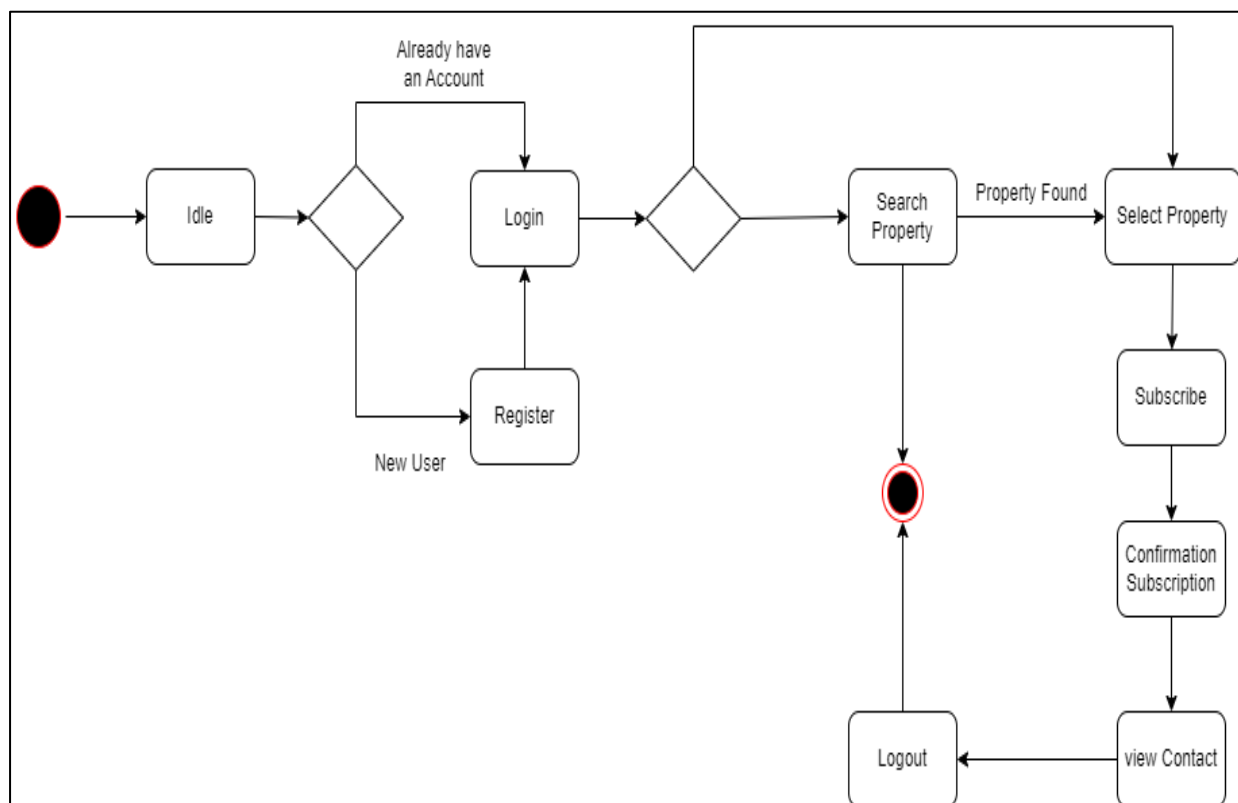 Already have
an Account
Idle
Login
Search
Property
Property Found
Select Property
Register
New User
Subscribe
Confirmation
Subscription
Logout
view Contact